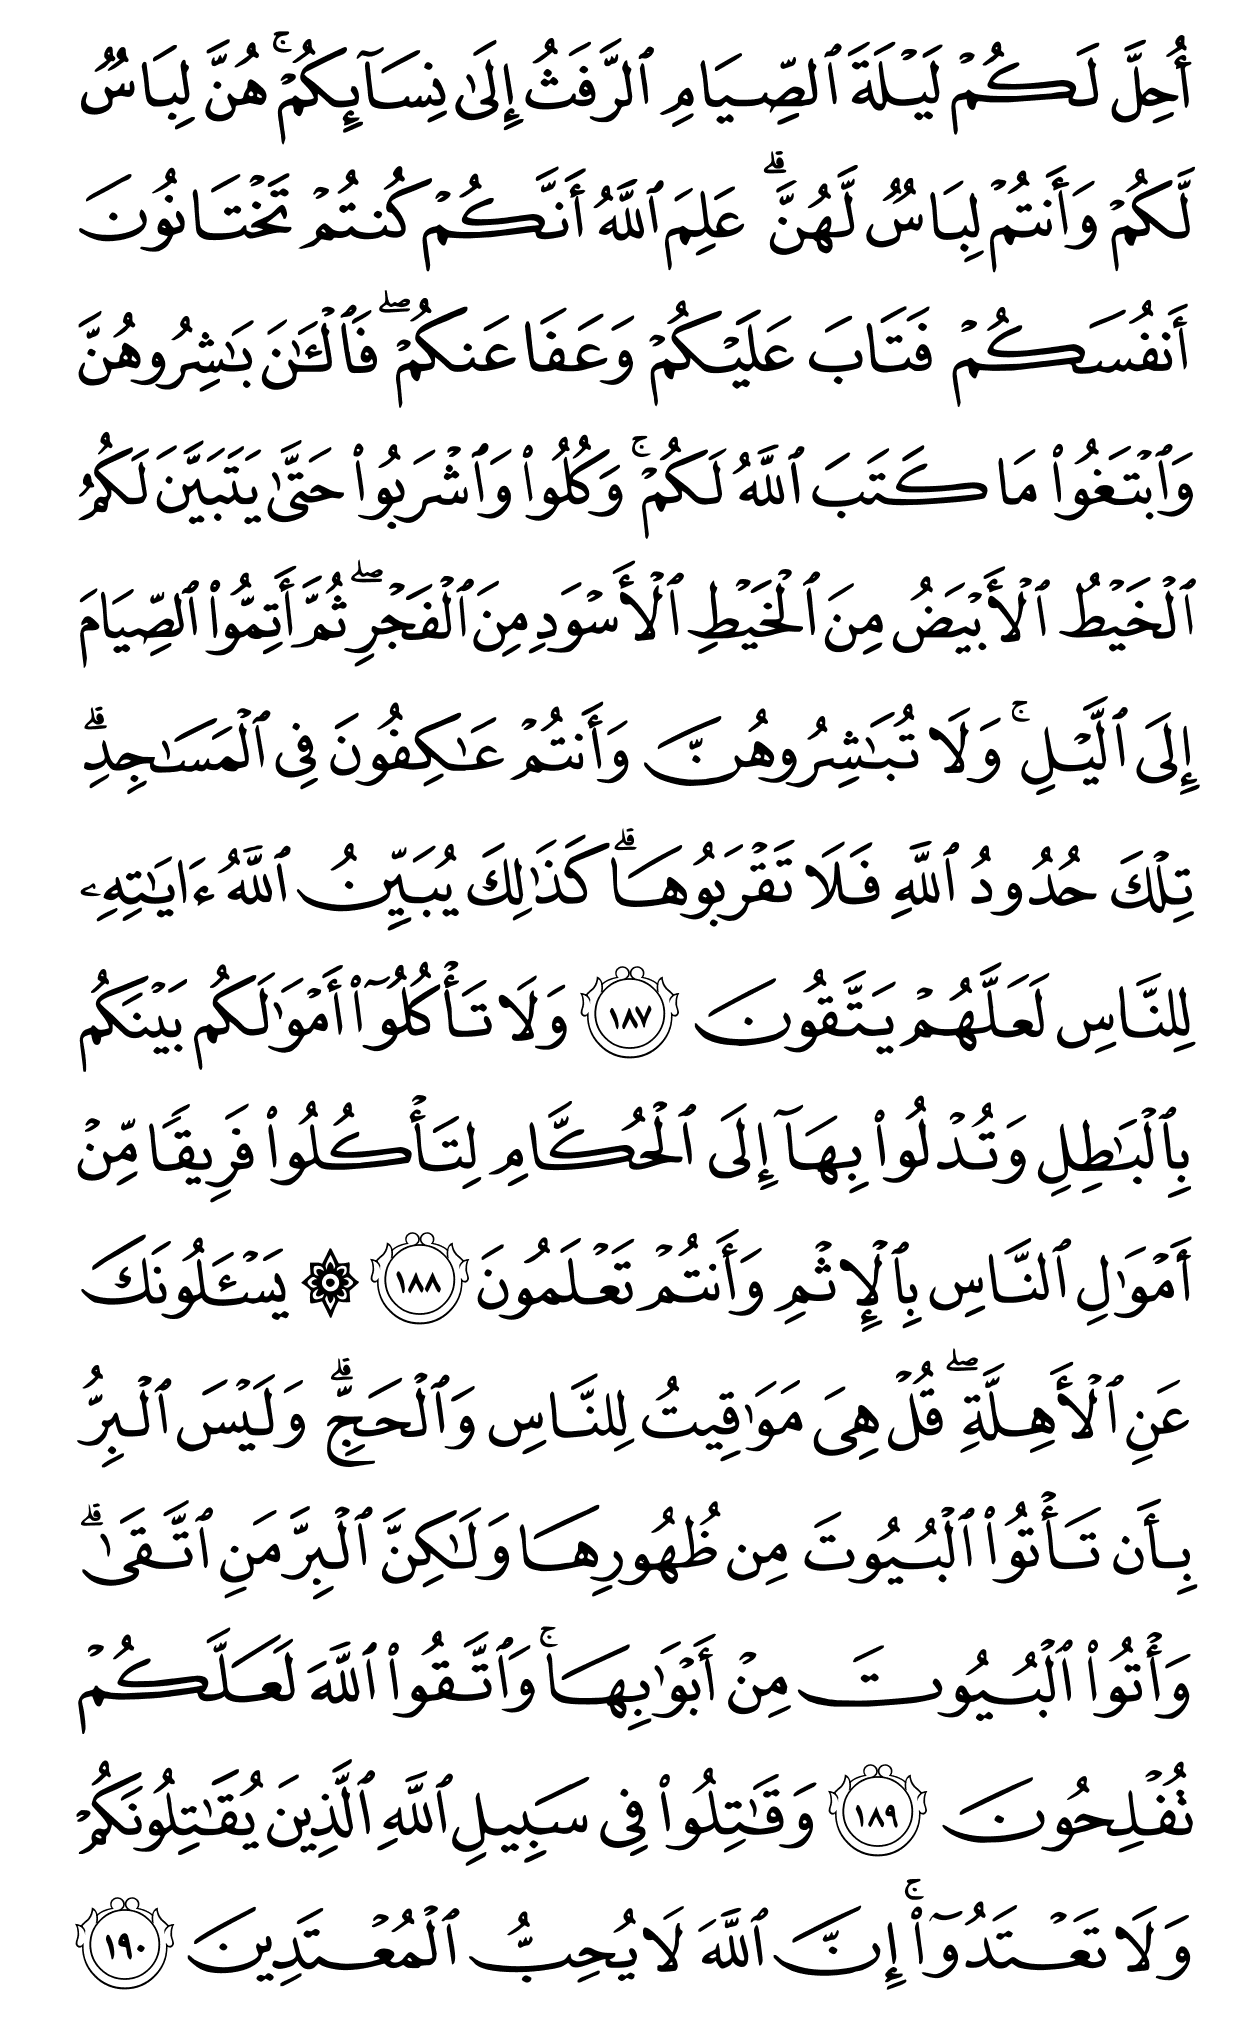 أُحِلَّ لَكُمۡ لَيۡلَةَ ٱلصِّيَامِ ٱلرَّفَثُ إِلَىٰ نِسَآئِكُمۡۚ هُنَّ لِبَاسٞ
لَّكُمۡ وَأَنتُمۡ لِبَاسٞ لَّهُنَّۗ عَلِمَ ٱللَّهُ أَنَّكُمۡ كُنتُمۡ تَخۡتَانُونَ
أَنفُسَكُمۡ فَتَابَ عَلَيۡكُمۡ وَعَفَا عَنكُمۡۖ فَٱلۡـَٰٔنَ بَٰشِرُوهُنَّ
وَٱبۡتَغُواْ مَا كَتَبَ ٱللَّهُ لَكُمۡۚ وَكُلُواْ وَٱشۡرَبُواْ حَتَّىٰ يَتَبَيَّنَ لَكُمُ
ٱلۡخَيۡطُ ٱلۡأَبۡيَضُ مِنَ ٱلۡخَيۡطِ ٱلۡأَسۡوَدِ مِنَ ٱلۡفَجۡرِۖ ثُمَّ أَتِمُّواْ ٱلصِّيَامَ
إِلَى ٱلَّيۡلِۚ وَلَا تُبَٰشِرُوهُنَّ وَأَنتُمۡ عَٰكِفُونَ فِي ٱلۡمَسَٰجِدِۗ
تِلۡكَ حُدُودُ ٱللَّهِ فَلَا تَقۡرَبُوهَاۗ كَذَٰلِكَ يُبَيِّنُ ٱللَّهُ ءَايَٰتِهِۦ
لِلنَّاسِ لَعَلَّهُمۡ يَتَّقُونَ ١٨٧ وَلَا تَأۡكُلُوٓاْ أَمۡوَٰلَكُم بَيۡنَكُم
بِٱلۡبَٰطِلِ وَتُدۡلُواْ بِهَآ إِلَى ٱلۡحُكَّامِ لِتَأۡكُلُواْ فَرِيقٗا مِّنۡ
أَمۡوَٰلِ ٱلنَّاسِ بِٱلۡإِثۡمِ وَأَنتُمۡ تَعۡلَمُونَ ١٨٨ ۞ يَسۡـَٔلُونَكَ
عَنِ ٱلۡأَهِلَّةِۖ قُلۡ هِيَ مَوَٰقِيتُ لِلنَّاسِ وَٱلۡحَجِّۗ وَلَيۡسَ ٱلۡبِرُّ
بِأَن تَأۡتُواْ ٱلۡبُيُوتَ مِن ظُهُورِهَا وَلَٰكِنَّ ٱلۡبِرَّ مَنِ ٱتَّقَىٰۗ
وَأۡتُواْ ٱلۡبُيُوتَ مِنۡ أَبۡوَٰبِهَاۚ وَٱتَّقُواْ ٱللَّهَ لَعَلَّكُمۡ
تُفۡلِحُونَ ١٨٩ وَقَٰتِلُواْ فِي سَبِيلِ ٱللَّهِ ٱلَّذِينَ يُقَٰتِلُونَكُمۡ
وَلَا تَعۡتَدُوٓاْۚ إِنَّ ٱللَّهَ لَا يُحِبُّ ٱلۡمُعۡتَدِينَ ١٩٠